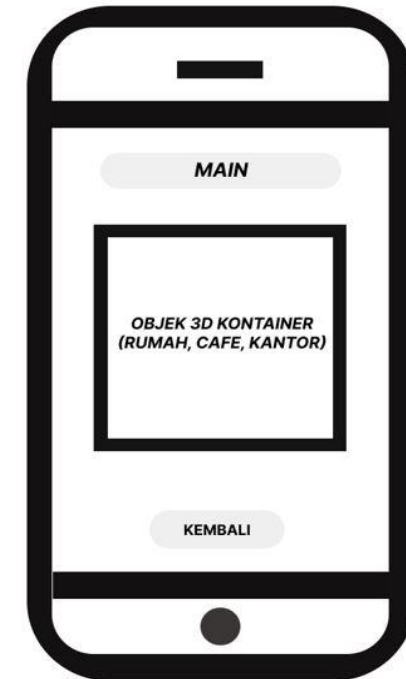 MAIN
OBJEK 3D KONTAINER
(RUMAH, CAFE, KANTOR)
KEMBALI